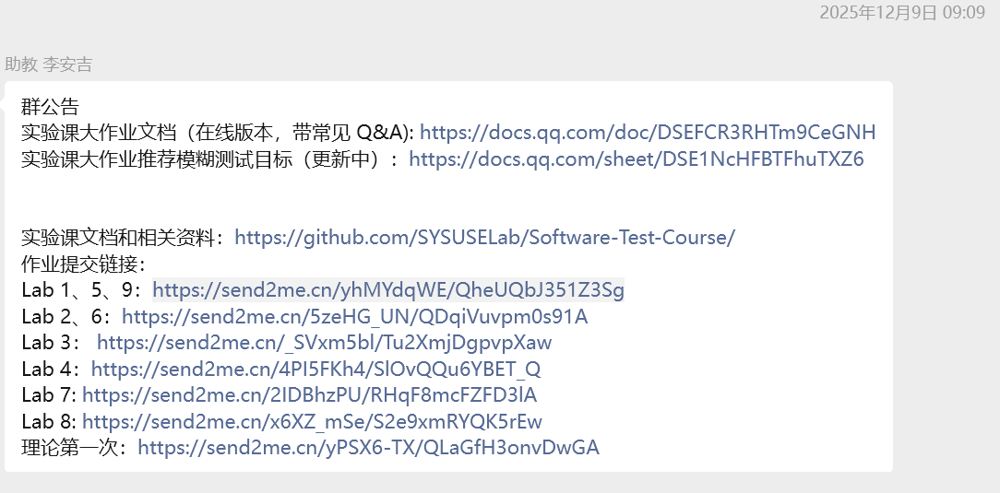 2025年12月9日 09:09
助教 李安吉
群公告
实验课大作业文档（在线版本，带常见 Q&A): https://docs.qq.com/doc/DSEFCR3RHTm9CeGNH
实验课大作业推荐模糊测试目标（更新中）：https://docs.qq.com/sheet/DSE1NcHFBTFhuTXZ6
实验课文档和相关资料：https://github.com/SYSUSELab/Software-Test-Course/
作业提交链接：
Lab 1、5、9：https://send2me.cn/yhMYdqWE/QheUQbJ351Z3Sg
Lab 2、6：https://send2me.cn/5zeHG_UN/QDqiVuvpm0s91A
Lab 3： https://send2me.cn/_SVxm5bl/Tu2XmjDgpvpXaw
Lab 4：https://send2me.cn/4PI5FKh4/SlOvQQu6YBET_Q
Lab 7: https://send2me.cn/2IDBhzPU/RHqF8mcFZFD3lA
Lab 8: https://send2me.cn/x6XZ_mSe/S2e9xmRYQK5rEw
理论第一次：https://send2me.cn/yPSX6-TX/QLaGfH3onvDwGA